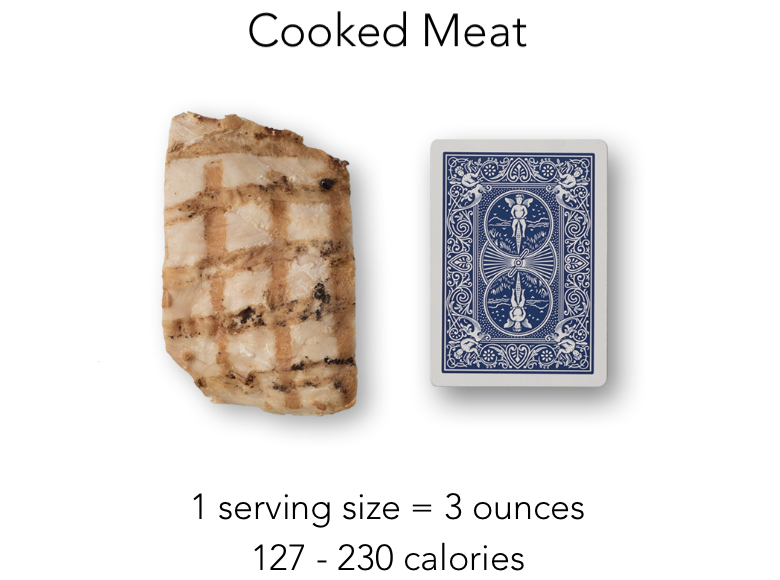 Cooked Meat
1 serving size = 3 ounces
127 - 230 calories